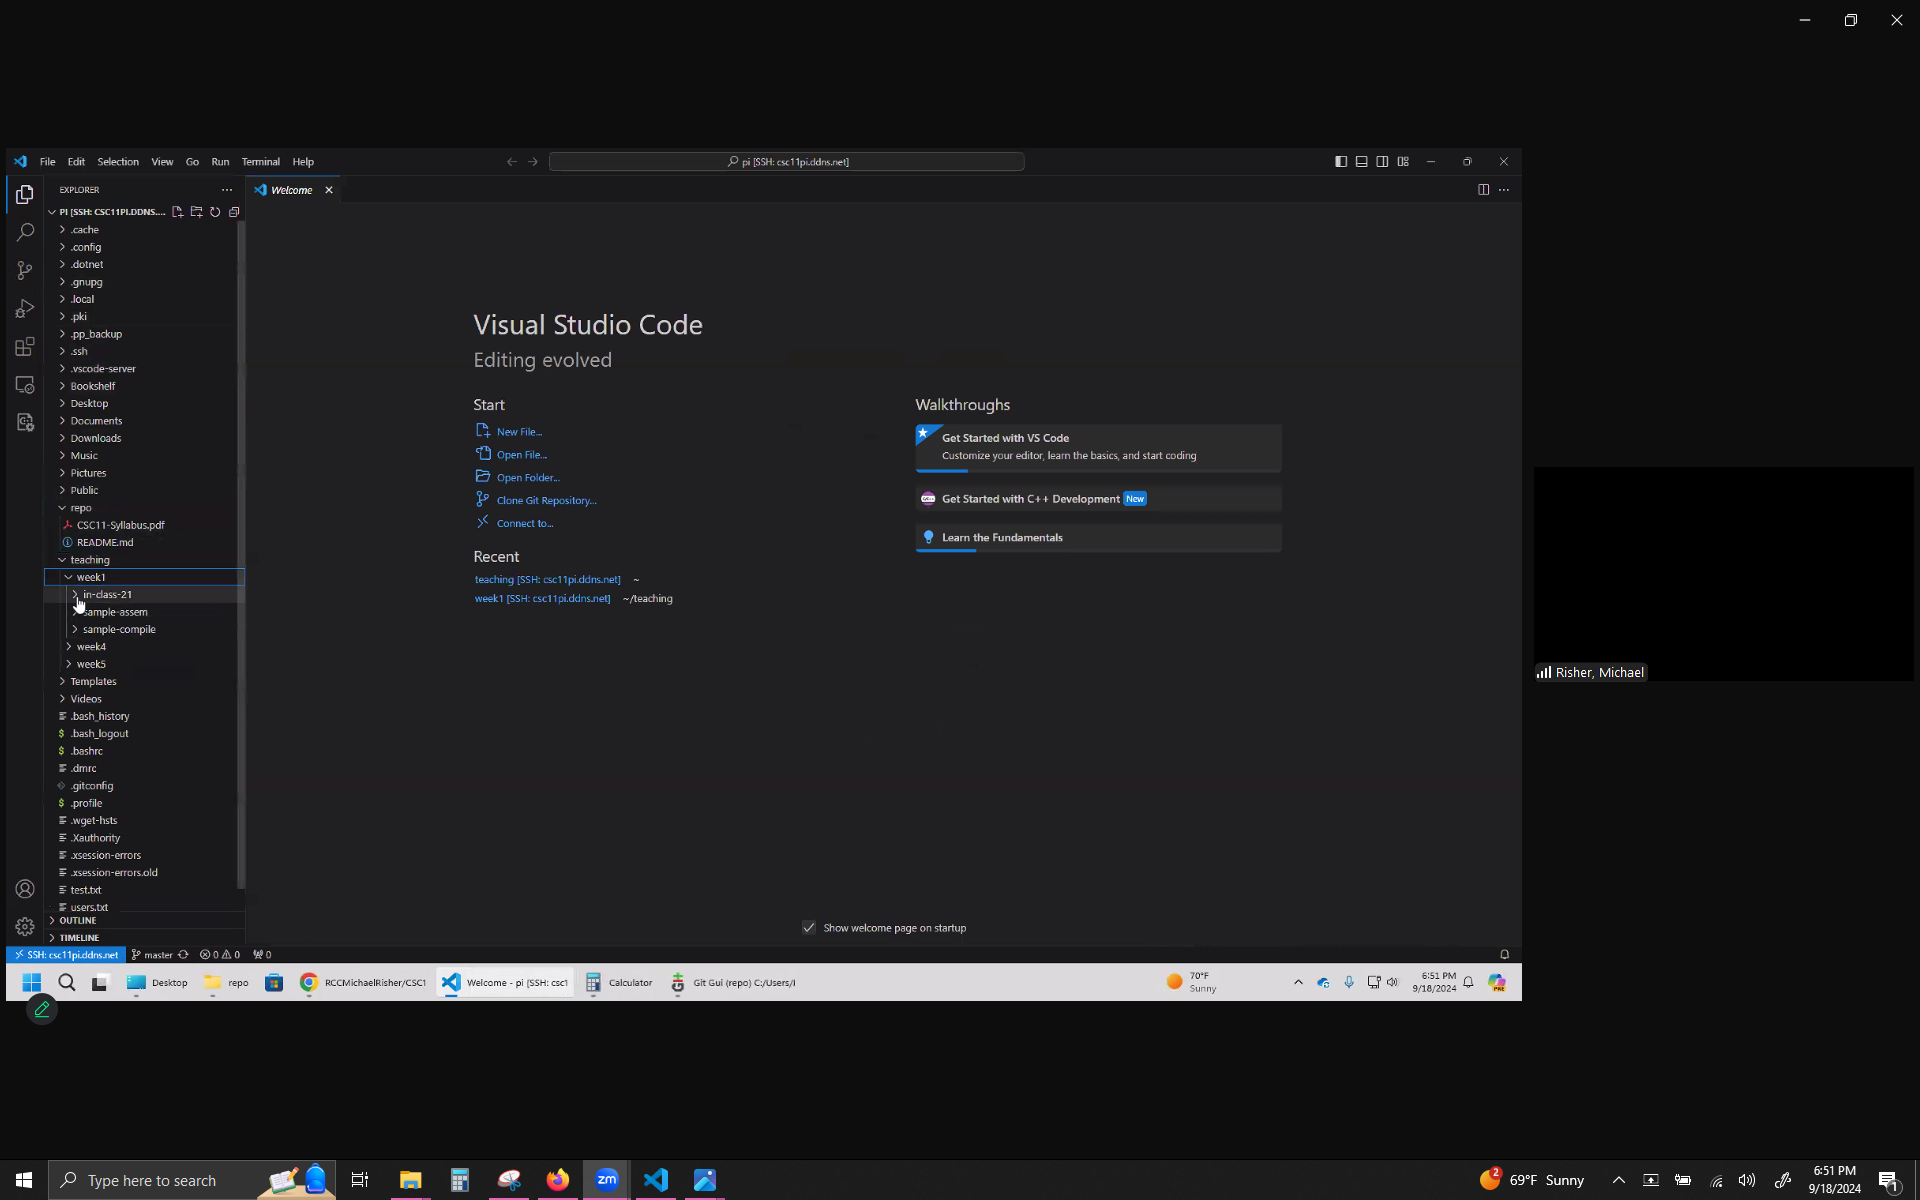 File Edit Selection View Go Run Terminal Help
pi [SSH: csc11pi.ddns.net]
EXPLORER
Welcome
PI [SSH: CSC11PI.DDNS....
.cache
.config
.dotnet
.gnupg
.local
.pki
.pp_backup
.ssh
.vscode-server
Bookshelf
Desktop
Documents
Downloads
Music
Pictures
Public
repo
CSC11-Syllabus.pdf
README.md
teaching
week1
in-class-21
sample-assem
sample-compile
week4
week5
Templates
Videos
.bash_history
.bash_logout
.bashrc
.dmrc
.gitconfig
.profile
.wget-hsts
.Xauthority
.xsession-errors
.xsession-errors.old
test.txt
users.txt
OUTLINE
TIMELINE
Visual Studio Code
Editing evolved
Start
New File...
Open File...
Open Folder...
Clone Git Repository...
Connect to...
Recent
teaching [SSH: csc11pi.ddns.net] ~
week1 [SSH: csc11pi.ddns.net] ~/teaching
Walkthroughs
Get Started with VS Code
Customize your editor, learn the basics, and start coding
Get Started with C++ Development New
Learn the Fundamentals
Show welcome page on startup
SSH: csc11pi.ddns.net master 0 0 0
Desktop repo RCCMichaelRisher/CSC1 Welcome - pi [SSH: csc1 Calculator Git Gui (repo) C:/Users/I
70°F
Sunny
6:51 PM
9/18/2024
PRE
Risher, Michael
Type here to search
zm
2
69°F Sunny
6:51 PM
9/18/2024
1